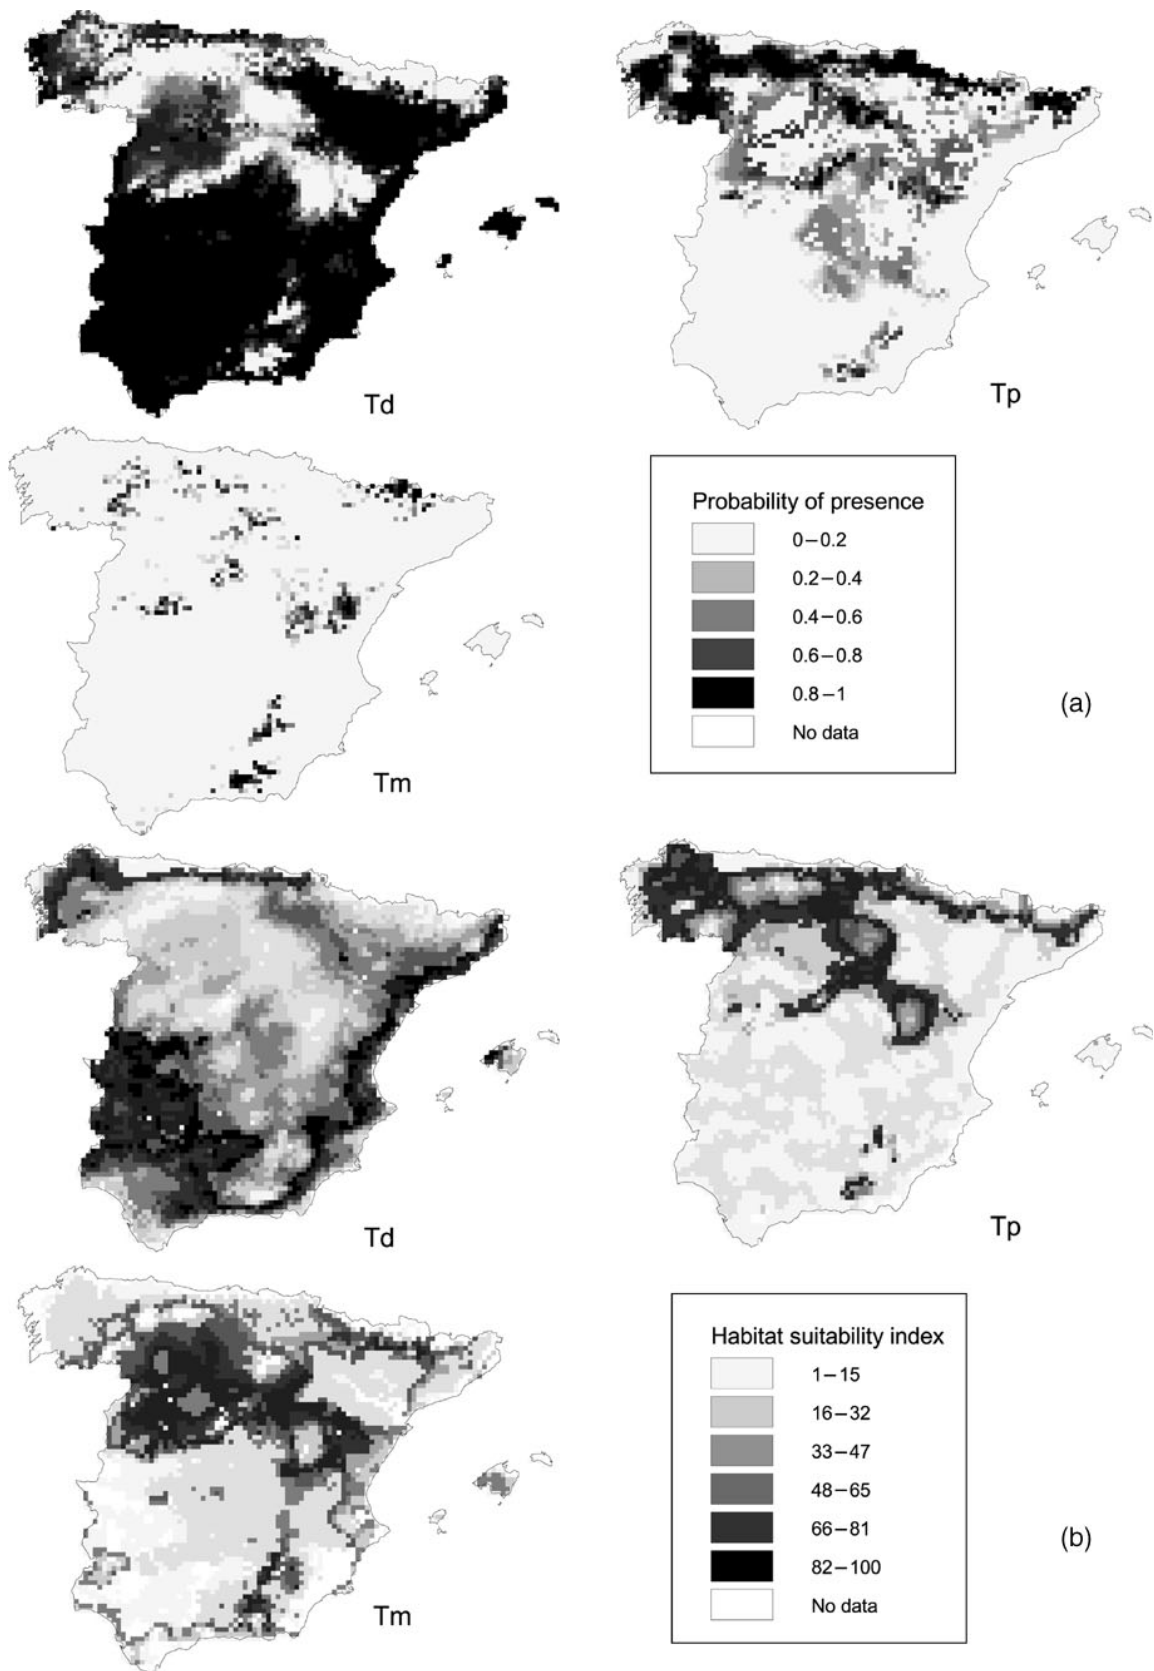 Td
Tp
Tm
Probability of presence
0–0.2
0.2–0.4
0.4–0.6
0.6–0.8
0.8–1
No data
(a)
Td
Tp
Tm
Habitat suitability index
1–15
16–32
33–47
48–65
66–81
82–100
No data
(b)